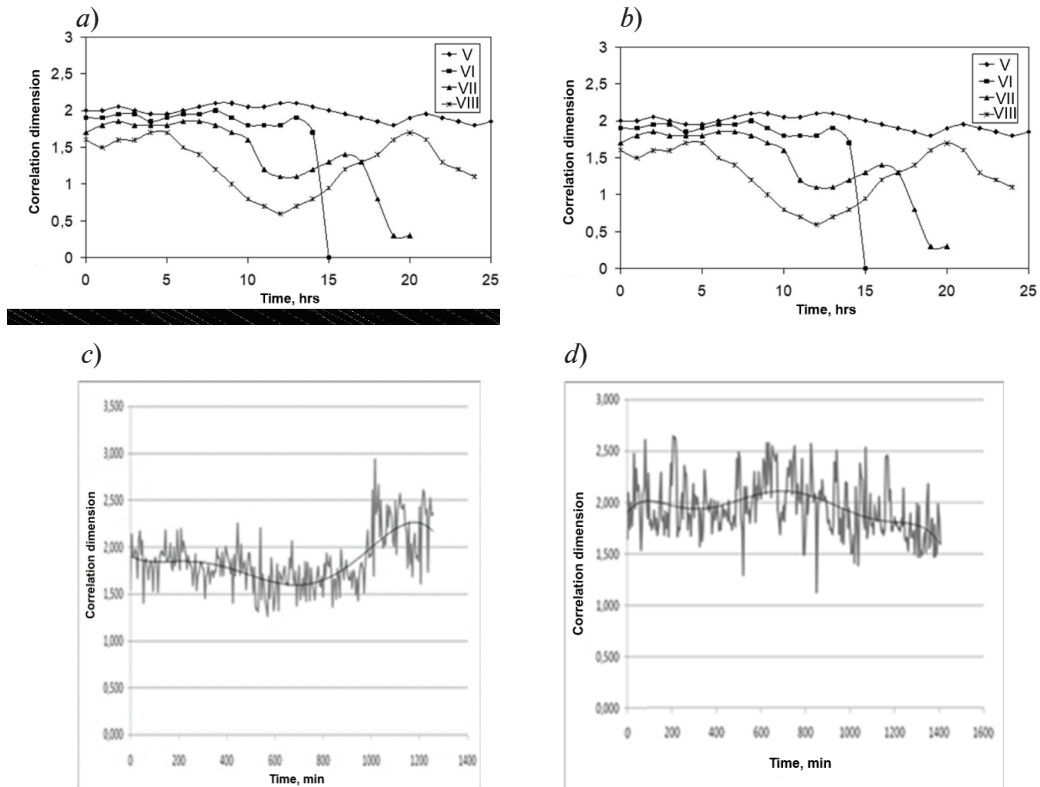 a)
3
2,5
2
1,5
1
0,5
0
Correlation dimension
V
VI
VII
VIII
0 5 10 15 20 25
Time, hrs
b)
3
2,5
2
1,5
1
0,5
0
Correlation dimension
V
VI
VII
VIII
0 5 10 15 20 25
Time, hrs
c)
3,500
3,000
2,500
2,000
1,500
1,000
0,500
0,000
Correlation dimension
0 200 400 600 800 1000 1200 1400
Time, min
d)
3,000
2,500
2,000
1,500
1,000
0,500
0,000
Correlation dimension
0 200 400 600 800 1000 1200 1400 1600
Time, min